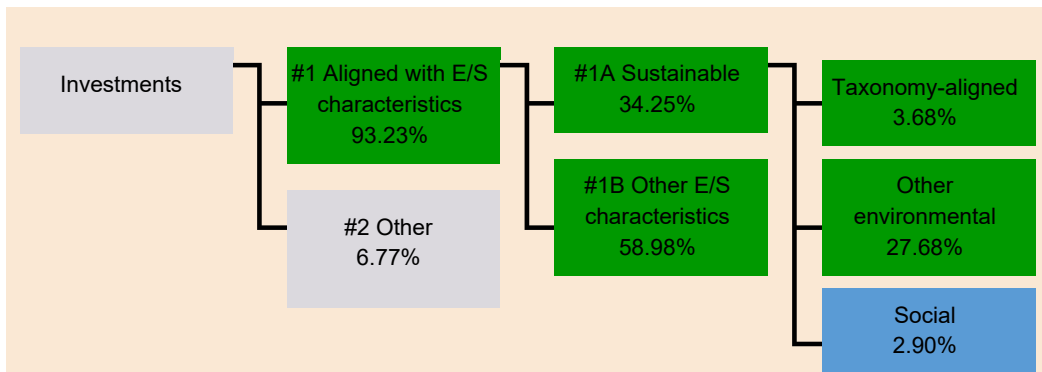 Investments
#1 Aligned with E/S
characteristics
93.23%
#2 Other
6.77%
#1A Sustainable
34.25%
#1B Other E/S
characteristics
58.98%
Taxonomy-aligned
3.68%
Other
environmental
27.68%
Social
2.90%